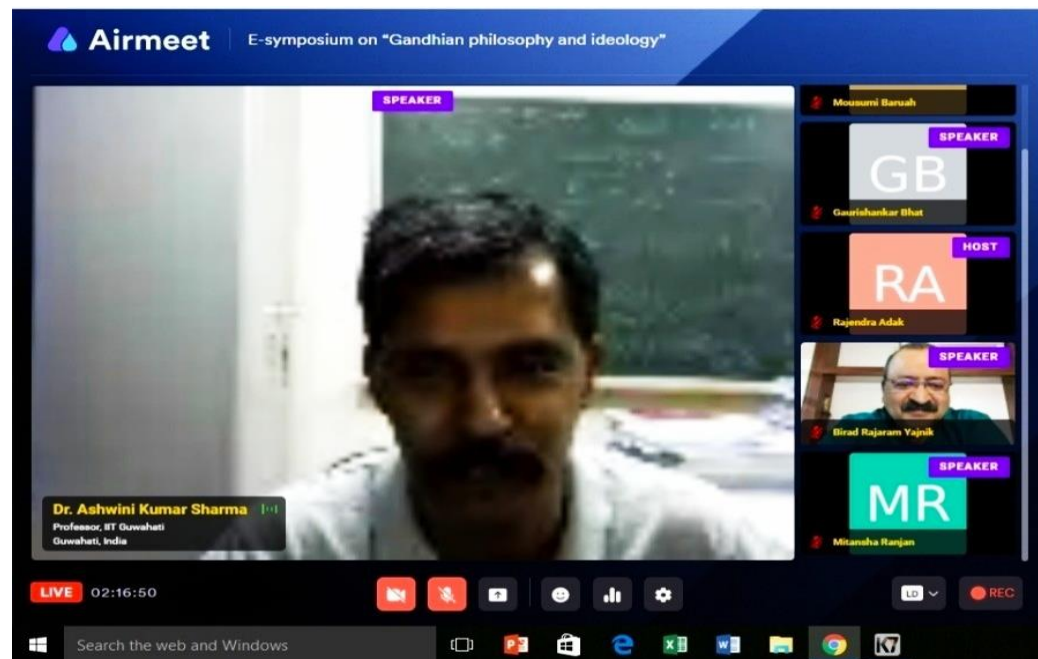 Airmeet
E-symposium on “Gandhian philosophy and ideology”
SPEAKER
Mousumi Baruah
SPEAKER
GB
Gaurishankar Bhat
HOST
RA
Rajendra Adak
SPEAKER
Birad Rajaram Yajnik
SPEAKER
MR
Mitansha Ranjan
Dr. Ashwini Kumar Sharma
Professor, IIT Guwahati
Guwahati, India
LIVE 02:16:50
LD
REC
Search the web and Windows
K7